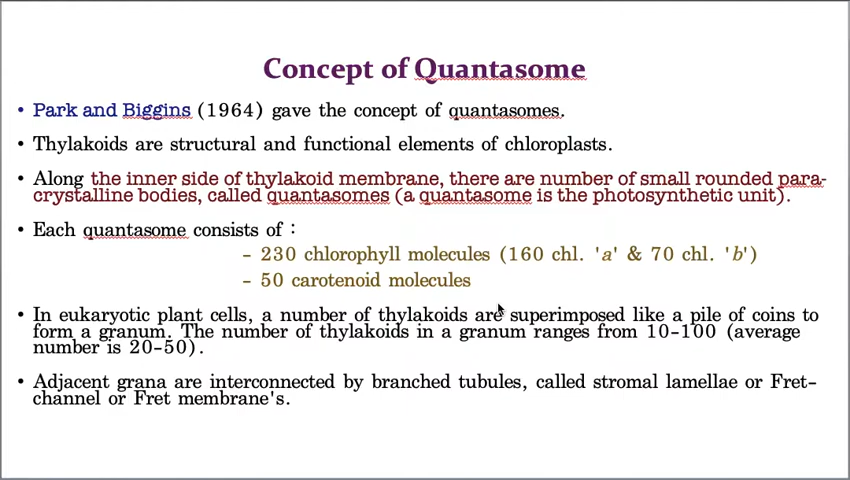 Concept of Quantasome
• Park and Biggins (1964) gave the concept of quantasomes.
• Thylakoids are structural and functional elements of chloroplasts.
• Along the inner side of thylakoid membrane, there are number of small rounded para-
crystalline bodies, called quantasomes (a quantasome is the photosynthetic unit).
• Each quantasome consists of :
– 230 chlorophyll molecules (160 chl. 'a' & 70 chl. 'b')
– 50 carotenoid molecules
• In eukaryotic plant cells, a number of thylakoids are superimposed like a pile of coins to
form a granum. The number of thylakoids in a granum ranges from 10-100 (average
number is 20-50).
• Adjacent grana are interconnected by branched tubules, called stromal lamellae or Fret-
channel or Fret membrane's.